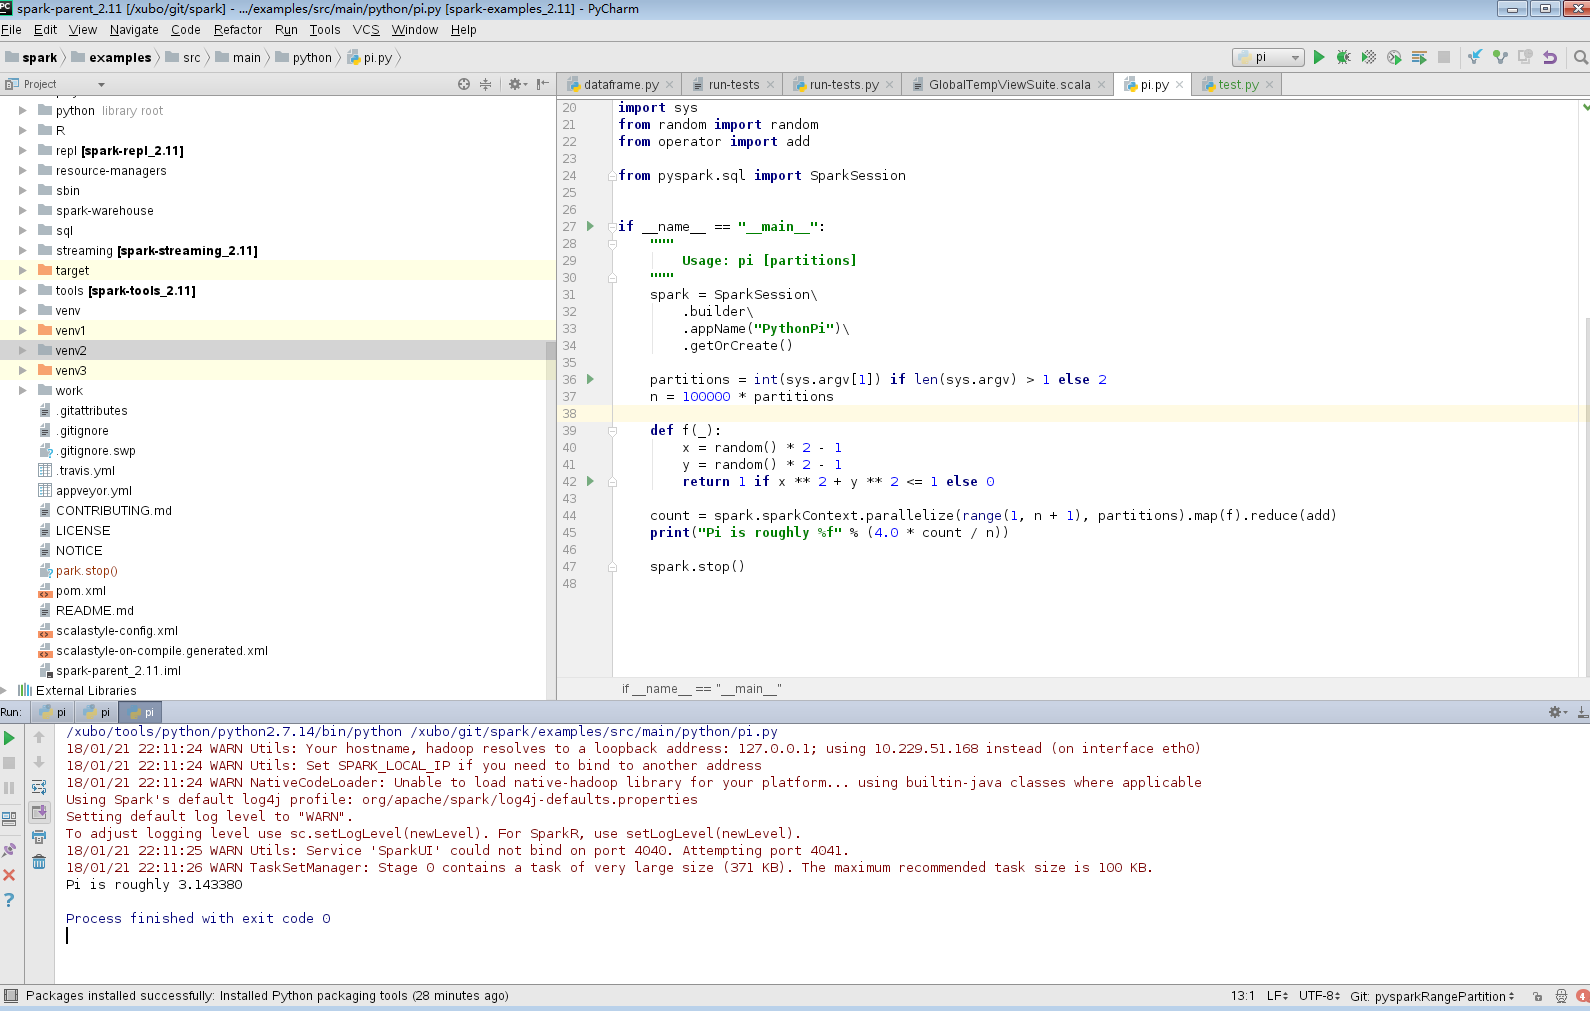 spark-parent_2.11 [/xubo/git/spark] - .../examples/src/main/python/pi.py [spark-examples_2.11] - PyCharm
File Edit View Navigate Code Refactor Run Tools VCS Window Help
spark examples src main python pi.py
pi
Project
dataframe.py run-tests run-tests.py GlobalTempViewSuite.scala pi.py test.py
python library root
R
repl [spark-repl_2.11]
resource-managers
sbin
spark-warehouse
sql
streaming [spark-streaming_2.11]
target
tools [spark-tools_2.11]
venv
venv1
venv2
venv3
work
.gitattributes
.gitignore
.gitignore.swp
.travis.yml
appveyor.yml
CONTRIBUTING.md
LICENSE
NOTICE
park.stop()
pom.xml
README.md
scalastyle-config.xml
scalastyle-on-compile.generated.xml
spark-parent_2.11.iml
External Libraries
20 import sys
21 from random import random
22 from operator import add
23
24 from pyspark.sql import SparkSession
25
26
27 if __name__ == "__main__":
28 """
29 Usage: pi [partitions]
30 """
31 spark = SparkSession\
32 .builder\
33 .appName("PythonPi")\
34 .getOrCreate()
35
36 partitions = int(sys.argv[1]) if len(sys.argv) > 1 else 2
37 n = 100000 * partitions
38
39 def f(_):
40 x = random() * 2 - 1
41 y = random() * 2 - 1
42 return 1 if x ** 2 + y ** 2 <= 1 else 0
43
44 count = spark.sparkContext.parallelize(range(1, n + 1), partitions).map(f).reduce(add)
45 print("Pi is roughly %f" % (4.0 * count / n))
46
47 spark.stop()
48
if __name__ == "__main__"
Run: pi pi pi
/xubo/tools/python/python2.7.14/bin/python /xubo/git/spark/examples/src/main/python/pi.py
18/01/21 22:11:24 WARN Utils: Your hostname, hadoop resolves to a loopback address: 127.0.0.1; using 10.229.51.168 instead (on interface eth0)
18/01/21 22:11:24 WARN Utils: Set SPARK_LOCAL_IP if you need to bind to another address
18/01/21 22:11:24 WARN NativeCodeLoader: Unable to load native-hadoop library for your platform... using builtin-java classes where applicable
Using Spark's default log4j profile: org/apache/spark/log4j-defaults.properties
Setting default log level to "WARN".
To adjust logging level use sc.setLogLevel(newLevel). For SparkR, use setLogLevel(newLevel).
18/01/21 22:11:25 WARN Utils: Service 'SparkUI' could not bind on port 4040. Attempting port 4041.
18/01/21 22:11:26 WARN TaskSetManager: Stage 0 contains a task of very large size (371 KB). The maximum recommended task size is 100 KB.
Pi is roughly 3.143380
Process finished with exit code 0
Packages installed successfully: Installed Python packaging tools (28 minutes ago) 13:1 LF UTF-8 Git: pysparkRangePartition 4